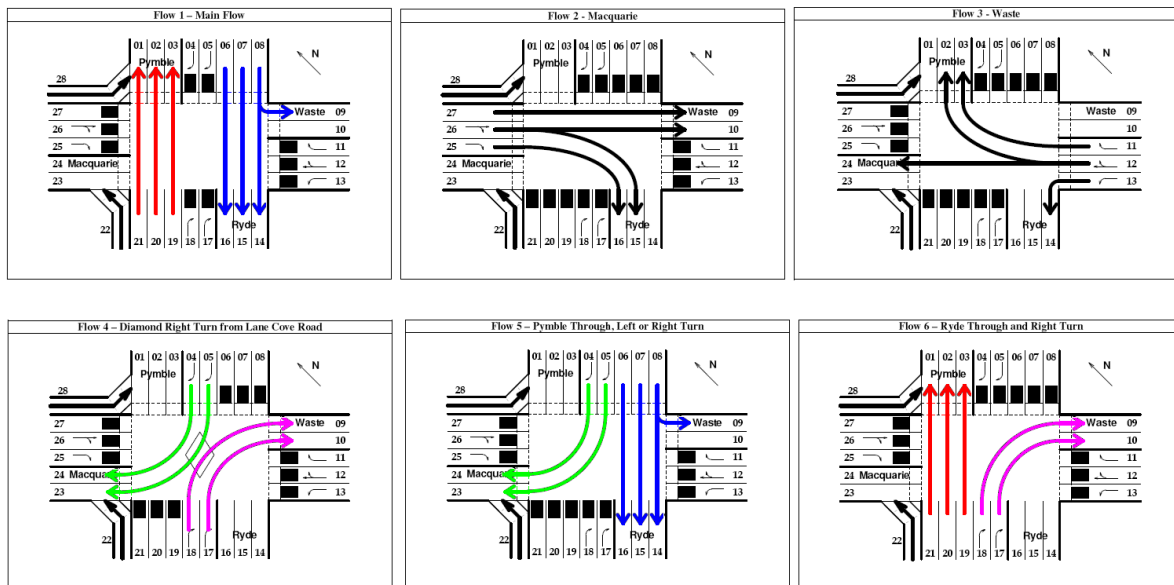 Flow 1 – Main Flow
01 02 03 04 05 06 07 08
Pymble
N
28
27 Waste 09
26 10
25 11
24 Macquarie 12
23 13
22 Ryde
21 20 19 18 17 16 15 14
Flow 2 - Macquarie
01 02 03 04 05 06 07 08
Pymble
N
28
27 Waste 09
26 10
25 11
24 Macquarie 12
23 13
22 Ryde
21 20 19 18 17 16 15 14
Flow 3 - Waste
01 02 03 04 05 06 07 08
Pymble
N
28
27 Waste 09
26 10
25 11
24 Macquarie 12
23 13
22 Ryde
21 20 19 18 17 16 15 14
Flow 4 – Diamond Right Turn from Lane Cove Road
01 02 03 04 05 06 07 08
Pymble
N
28
27 Waste 09
26 10
25 11
24 Macquarie 12
23 13
22 Ryde
21 20 19 18 17 16 15 14
Flow 5 – Pymble Through, Left or Right Turn
01 02 03 04 05 06 07 08
Pymble
N
28
27 Waste 09
26 10
25 11
24 Macquarie 12
23 13
22 Ryde
21 20 19 18 17 16 15 14
Flow 6 – Ryde Through and Right Turn
01 02 03 04 05 06 07 08
Pymble
N
28
27 Waste 09
26 10
25 11
24 Macquarie 12
23 13
22 Ryde
21 20 19 18 17 16 15 14